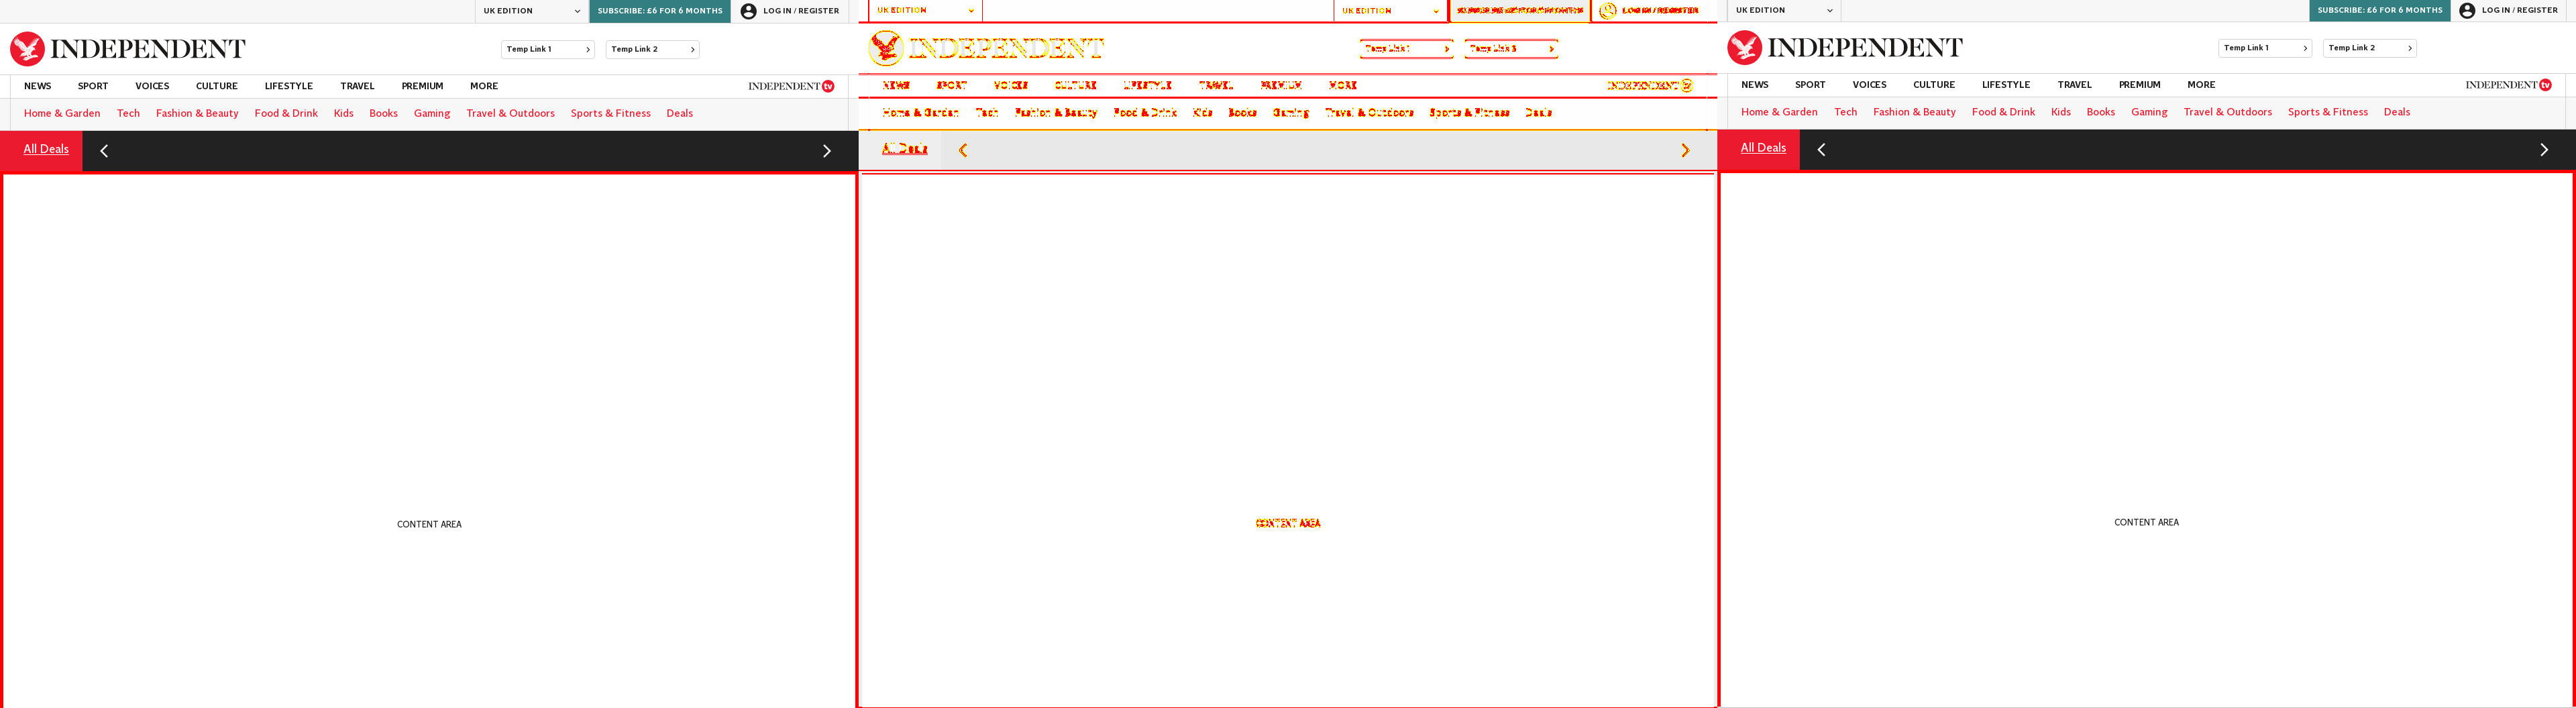 UK EDITION SUBSCRIBE: £6 FOR 6 MONTHS LOG IN / REGISTER
INDEPENDENT Temp Link 1 Temp Link 2
NEWS SPORT VOICES CULTURE LIFESTYLE TRAVEL PREMIUM MORE INDEPENDENT tv
Home & Garden Tech Fashion & Beauty Food & Drink Kids Books Gaming Travel & Outdoors Sports & Fitness Deals
All Deals
CONTENT AREA
UK EDITION UK EDITION LOG IN / REGISTER
INDEPENDENT Temp Link 1 Temp Link
NEWS SPORT VOICES CULTURE LIFESTYLE TRAVEL PREMIUM MORE INDEPENDENT
Home & Garden Tech Fashion & Beauty Food & Drink Kids Books Gaming Travel & Outdoors Sports & Fitness Deals
All Deals
CONTENT AREA
UK EDITION SUBSCRIBE: £6 FOR 6 MONTHS LOG IN / REGISTER
INDEPENDENT Temp Link 1 Temp Link 2
NEWS SPORT VOICES CULTURE LIFESTYLE TRAVEL PREMIUM MORE INDEPENDENT tv
Home & Garden Tech Fashion & Beauty Food & Drink Kids Books Gaming Travel & Outdoors Sports & Fitness Deals
All Deals
CONTENT AREA